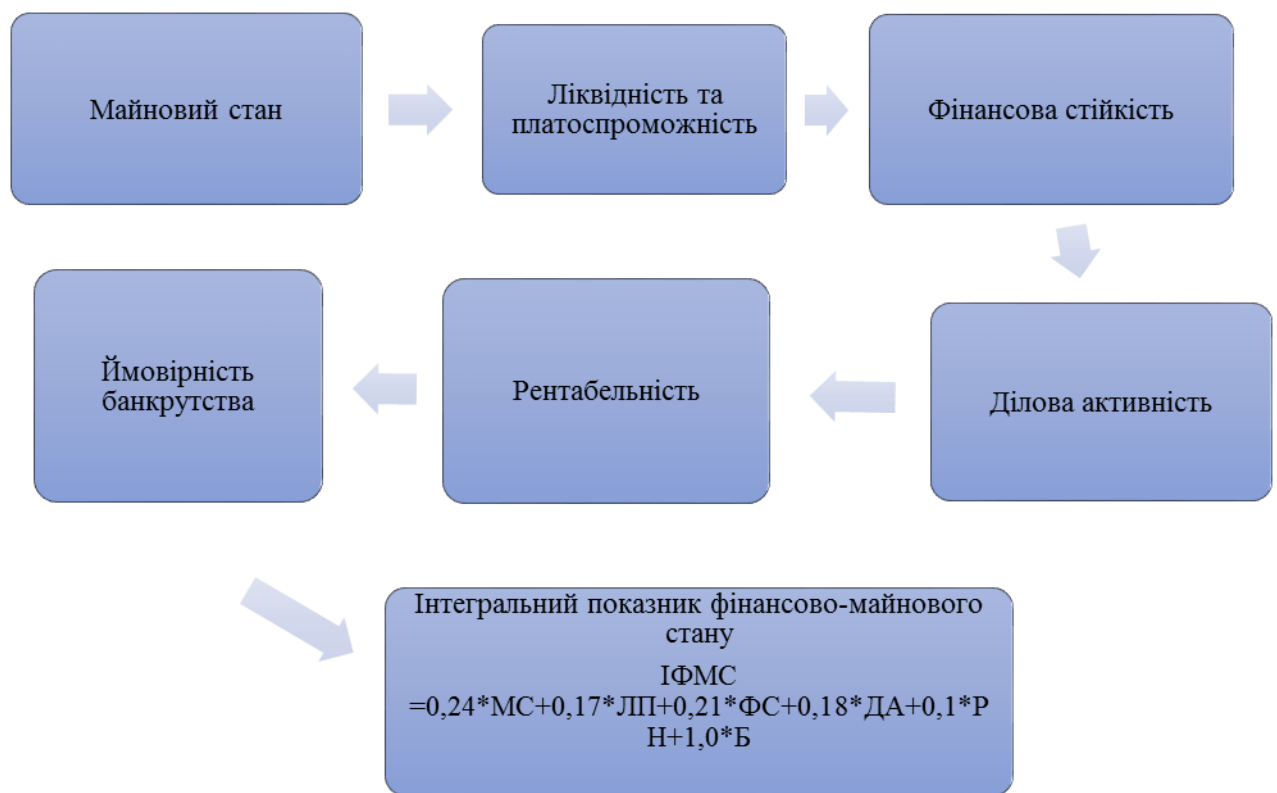 Майновий стан
Ліквідність та
платоспроможність
Фінансова стійкість
Ділова активність
Рентабельність
Ймовірність
банкрутства
Інтегральний показник фінансово-майнового
стану
ІФМС
=0,24*МС+0,17*ЛП+0,21*ФС+0,18*ДА+0,1*Р
Н+1,0*Б